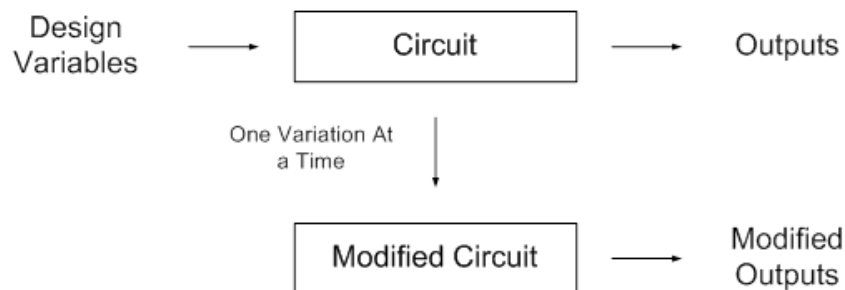 Design
Variables
Circuit
Outputs
One Variation At
a Time
Modified Circuit
Modified
Outputs